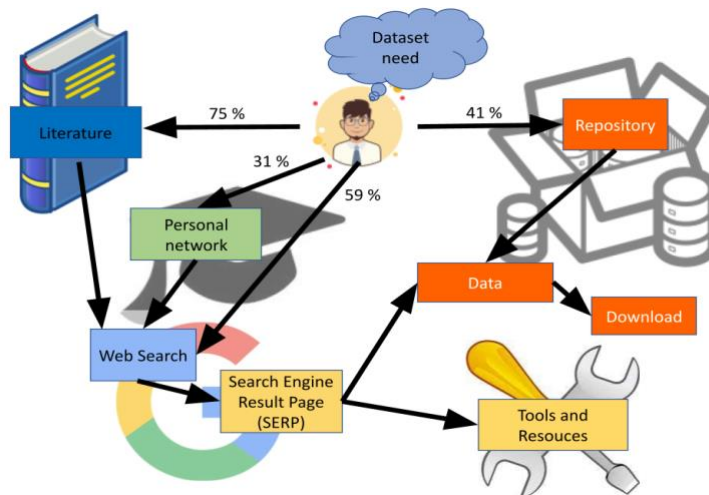 Dataset
need
75 %
41 %
Literature
Repository
31 %
59 %
Personal
network
Data
Download
Web Search
Search Engine
Result Page
(SERP)
Tools and
Resouces